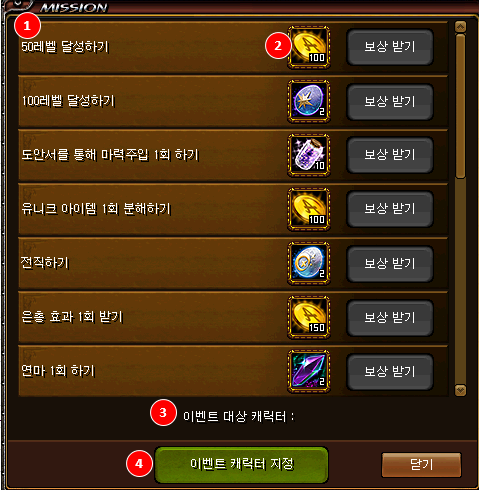 MISSION
1
50레벨 달성하기 2 100 보상 받기
100레벨 달성하기 2 보상 받기
도안서를 통해 마력주입 1회 하기 10 보상 받기
유니크 아이템 1회 분해하기 100 보상 받기
전직하기 2 보상 받기
은총 효과 1회 받기 150 보상 받기
연마 1회 하기 2 보상 받기
3 이벤트 대상 캐릭터 :
4 이벤트 캐릭터 지정 닫기